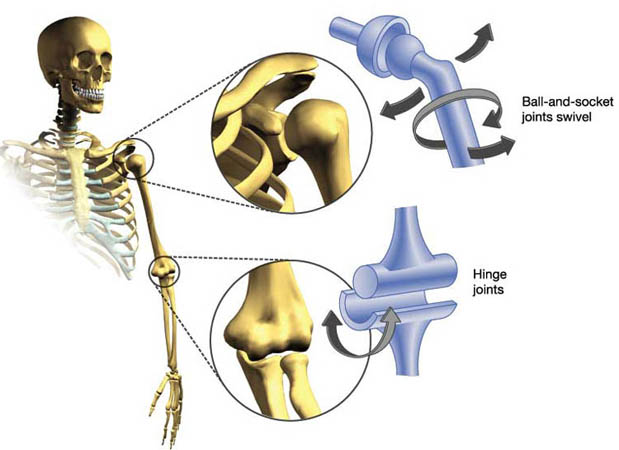 Ball-and-socket
joints swivel
Hinge
joints